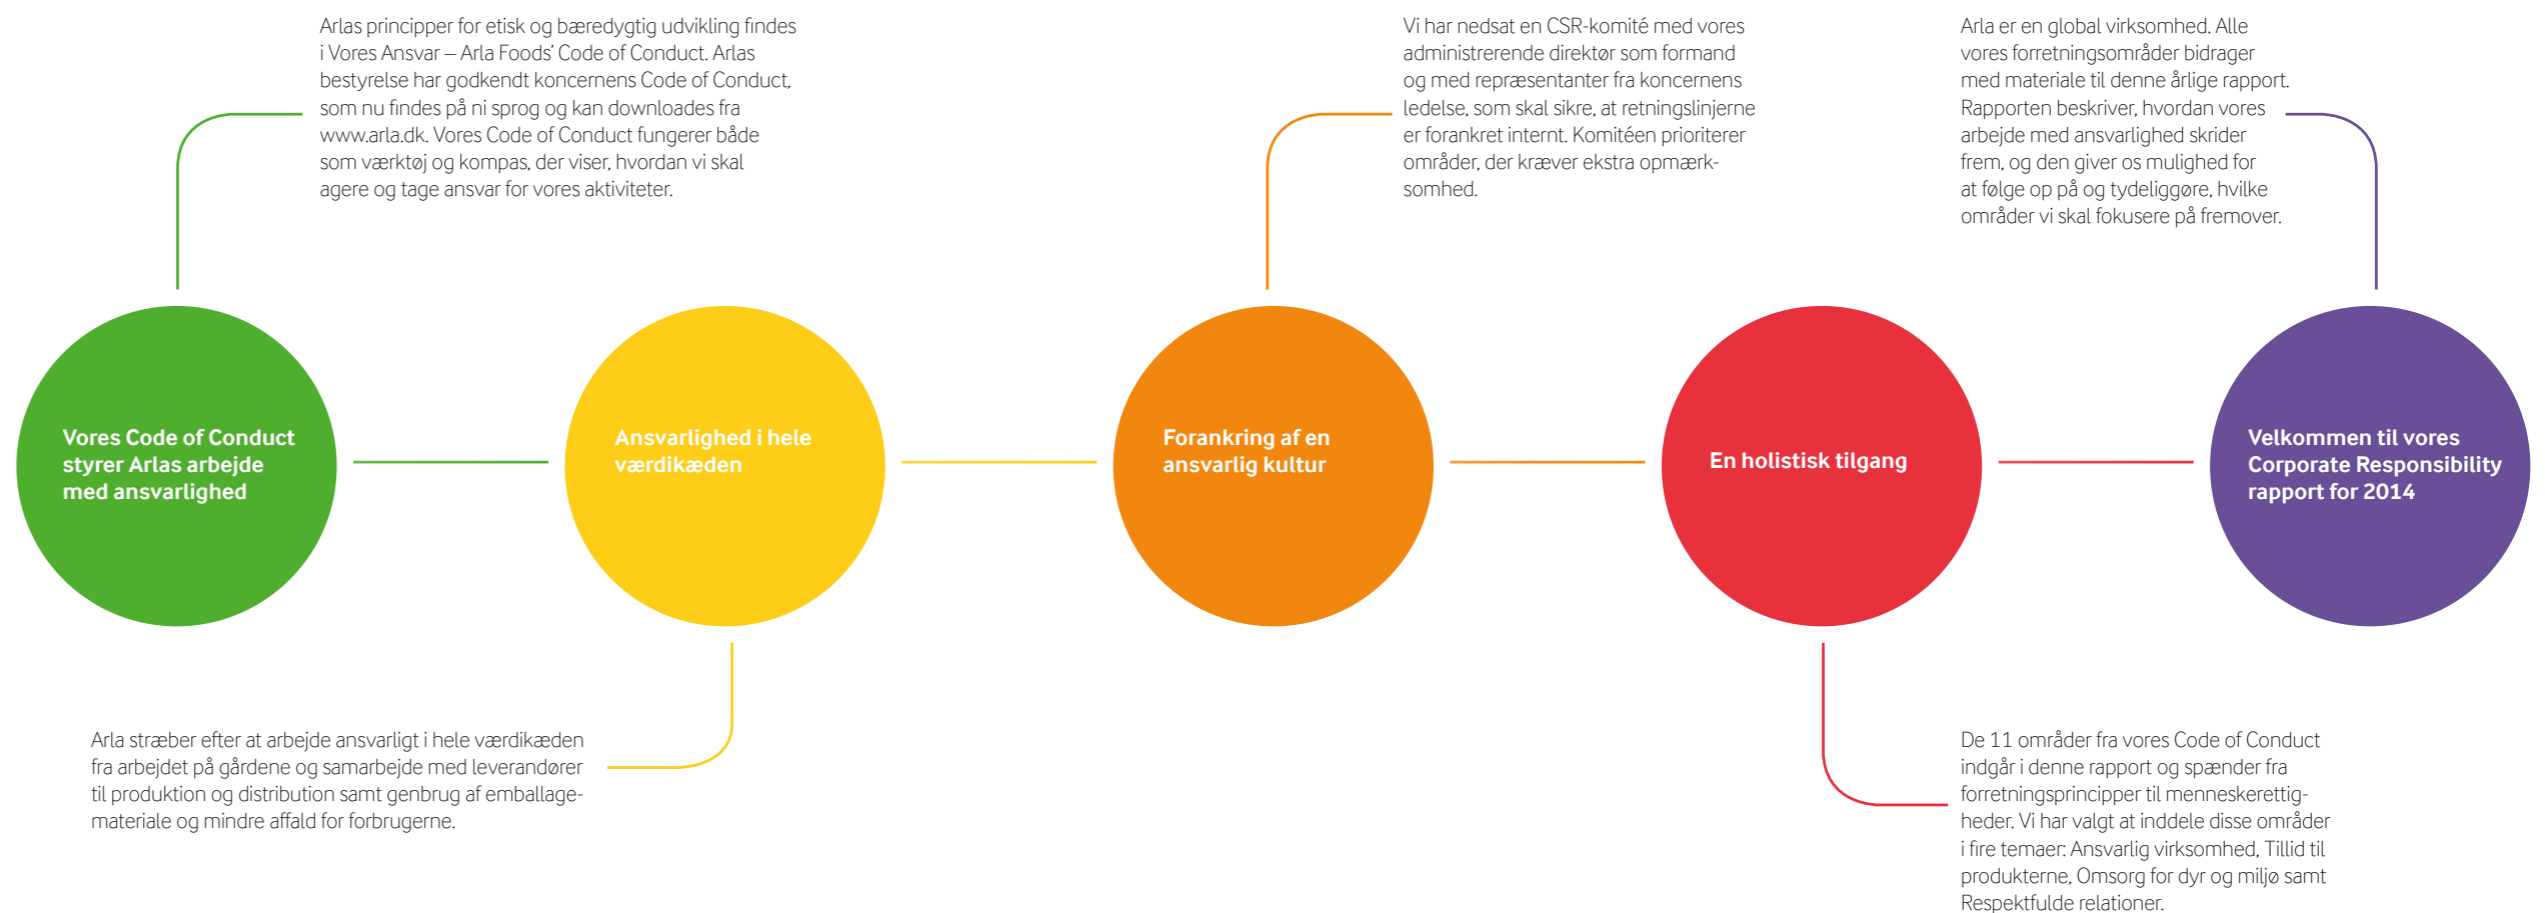 Arlas principper for etisk og bæredygtig udvikling findes
i Vores Ansvar – Arla Foods’ Code of Conduct. Arlas
bestyrelse har godkendt koncernens Code of Conduct,
som nu findes på ni sprog og kan downloades fra
www.arla.dk. Vores Code of Conduct fungerer både
som værktøj og kompas, der viser, hvordan vi skal
agere og tage ansvar for vores aktiviteter.
Vi har nedsat en CSR-komité med vores
administrerende direktør som formand
og med repræsentanter fra koncernens
ledelse, som skal sikre, at retningslinjerne
er forankret internt. Komitéen prioriterer
områder, der kræver ekstra opmærk-
somhed.
Arla er en global virksomhed. Alle
vores forretningsområder bidrager
med materiale til denne årlige rapport.
Rapporten beskriver, hvordan vores
arbejde med ansvarlighed skrider
frem, og den giver os mulighed for
at følge op på og tydeliggøre, hvilke
områder vi skal fokusere på fremover.
Vores Code of Conduct
styrer Arlas arbejde
med ansvarlighed
Ansvarlighed i hele
værdikæden
Forankring af en
ansvarlig kultur
En holistisk tilgang
Velkommen til vores
Corporate Responsibility
rapport for 2014
Arla stræber efter at arbejde ansvarligt i hele værdikæden
fra arbejdet på gårdene og samarbejde med leverandører
til produktion og distribution samt genbrug af emballage-
materiale og mindre affald for forbrugerne.
De 11 områder fra vores Code of Conduct
indgår i denne rapport og spænder fra
forretningsprincipper til menneskerettig-
heder. Vi har valgt at inddele disse områder
i fire temaer: Ansvarlig virksomhed, Tillid til
produkterne, Omsorg for dyr og miljø samt
Respektfulde relationer.